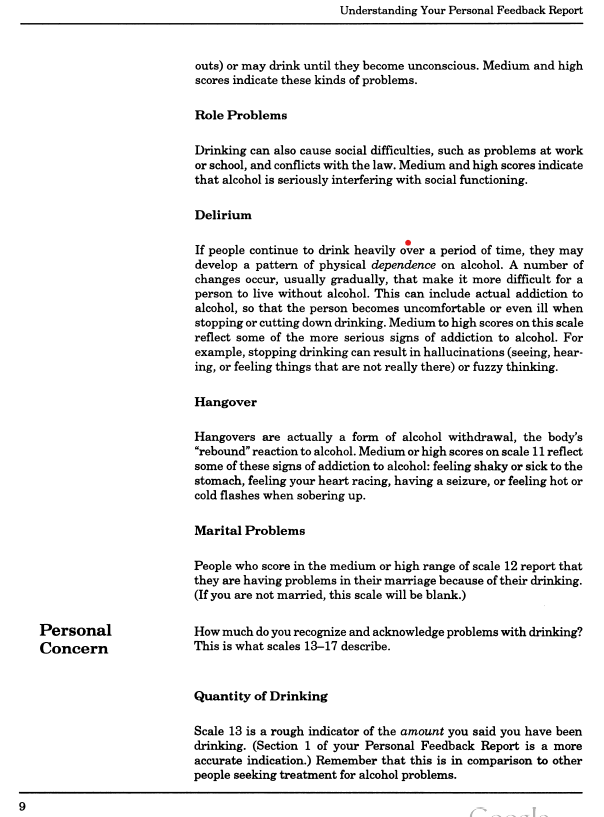 Understanding Your Personal Feedback Report
outs) or may drink until they become unconscious. Medium and high
scores indicate these kinds of problems.
Role Problems
Drinking can also cause social difficulties, such as problems at work
or school, and conflicts with the law. Medium and high scores indicate
that alcohol is seriously interfering with social functioning.
Delirium
If people continue to drink heavily over a period of time, they may
develop a pattern of physical dependence on alcohol. A number of
changes occur, usually gradually, that make it more difficult for a
person to live without alcohol. This can include actual addiction to
alcohol, so that the person becomes uncomfortable or even ill when
stopping or cutting down drinking. Medium to high scores on this scale
reflect some of the more serious signs of addiction to alcohol. For
example, stopping drinking can result in hallucinations (seeing, hear-
ing, or feeling things that are not really there) or fuzzy thinking.
Hangover
Hangovers are actually a form of alcohol withdrawal, the body's
"rebound" reaction to alcohol. Medium or high scores on scale 11 reflect
some of these signs of addiction to alcohol: feeling shaky or sick to the
stomach, feeling your heart racing, having a seizure, or feeling hot or
cold flashes when sobering up.
Marital Problems
People who score in the medium or high range of scale 12 report that
they are having problems in their marriage because of their drinking.
(If you are not married, this scale will be blank.)
Personal
Concern
How much do you recognize and acknowledge problems with drinking?
This is what scales 13–17 describe.
Quantity of Drinking
Scale 13 is a rough indicator of the amount you said you have been
drinking. (Section 1 of your Personal Feedback Report is a more
accurate indication.) Remember that this is in comparison to other
people seeking treatment for alcohol problems.
9